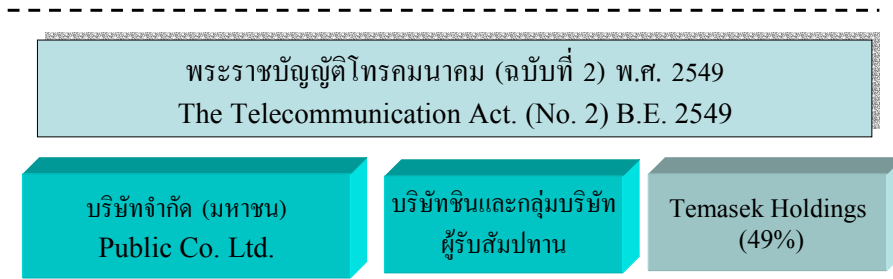 พระราชบัญญัติโทรคมนาคม (ฉบับที่ 2) พ.ศ. 2549
The Telecommunication Act. (No. 2) B.E. 2549
บริษัทจำกัด (มหาชน)
Public Co. Ltd.
บริษัทชินและกลุ่มบริษัท
ผู้รับสัมปทาน
Temasek Holdings
(49%)